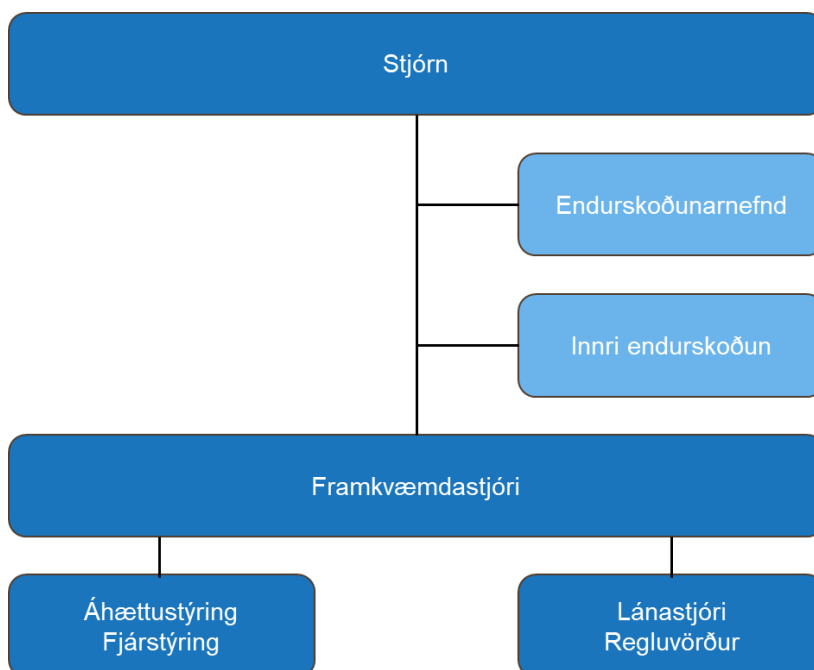 Stjórn
Endurskoðunarnefnd
Innri endurskoðun
Framkvæmdastjóri
Áhættustýring
Fjárstýring
Lánastjóri
Regluvörður